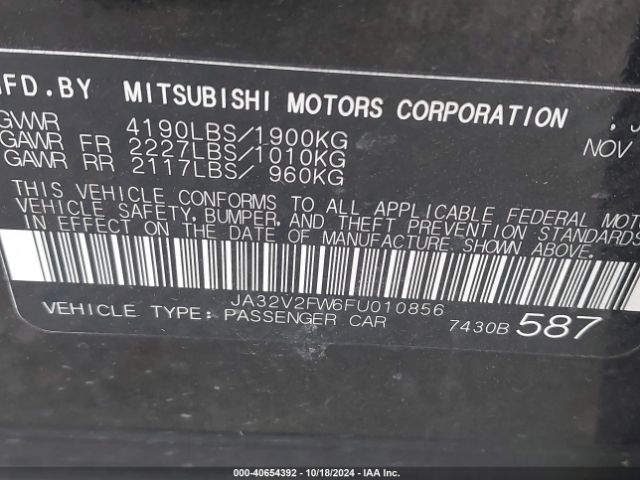 MFD.BY MITSUBISHI MOTORS CORPORATION
GVWR 4190LBS/1900KG NOV
GAWR FR 2227LBS/1010KG
GAWR RR 2117LBS/ 960KG
THIS VEHICLE CONFORMS TO ALL APPLICABLE FEDERAL MOT
VEHICLE SAFETY, BUMPER, AND THEFT PREVENTION STANDARDS
IN EFFECT ON THE DATE OF MANUFACTURE SHOWN ABOVE.
JA32V2FW6FU010856
VEHICLE TYPE: PASSENGER CAR 7430B 587
000-40654392 - 10/18/2024 - IAA Inc.